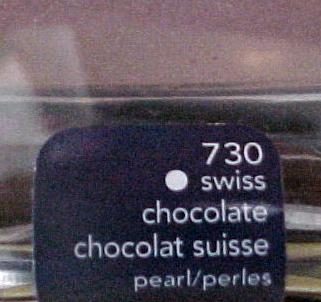 730
swiss
chocolate
chocolat suisse
pearl/perles